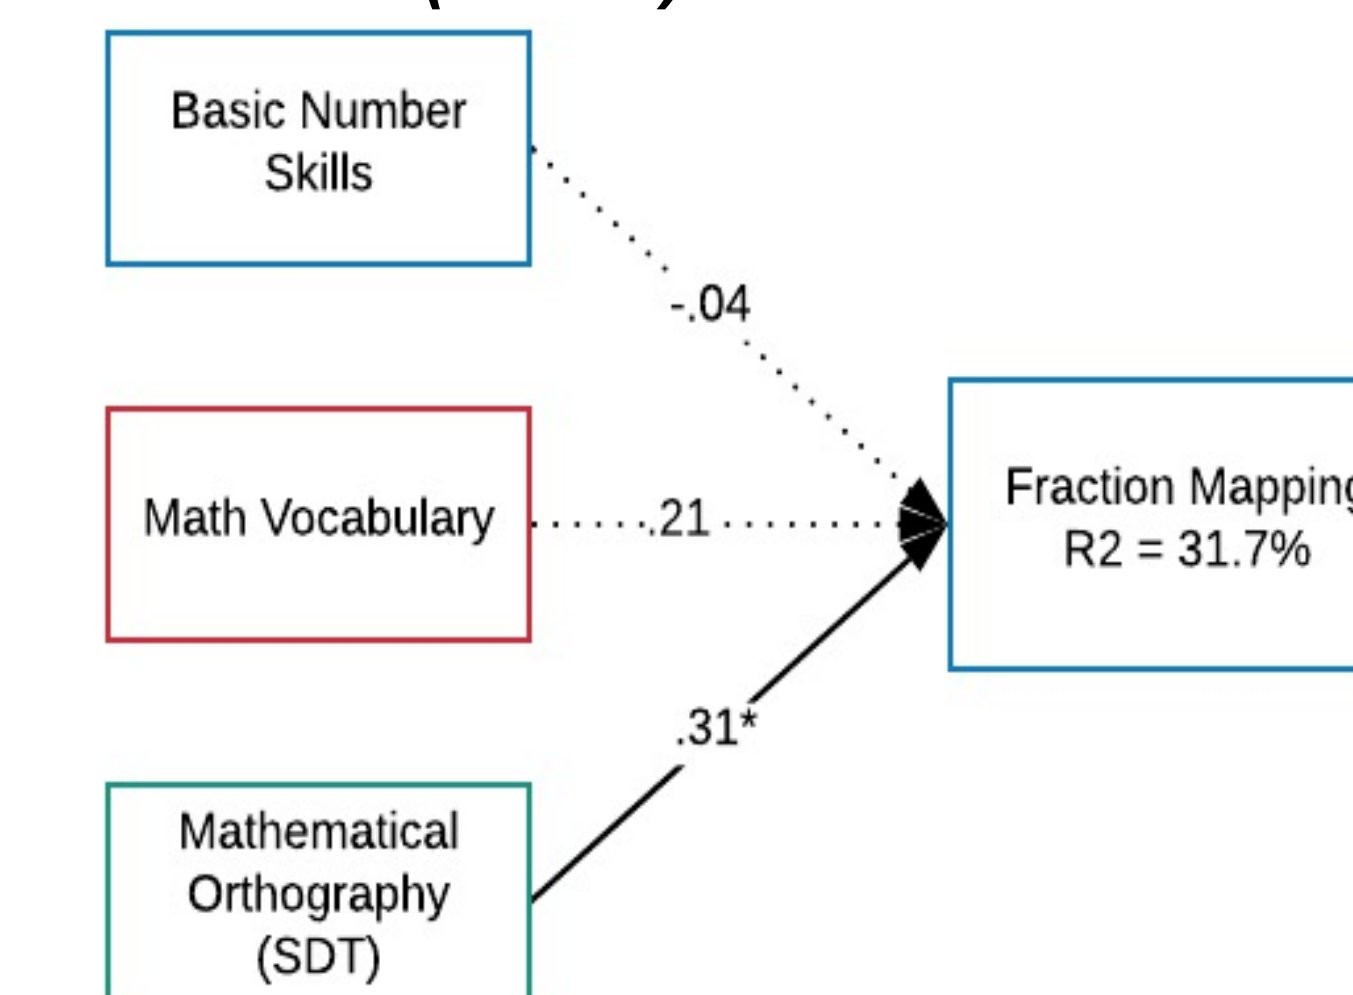 Basic Number
Skills
-.04
Math Vocabulary
.21
Fraction Mapping
R2 = 31.7%
.31*
Mathematical
Orthography
(SDT)